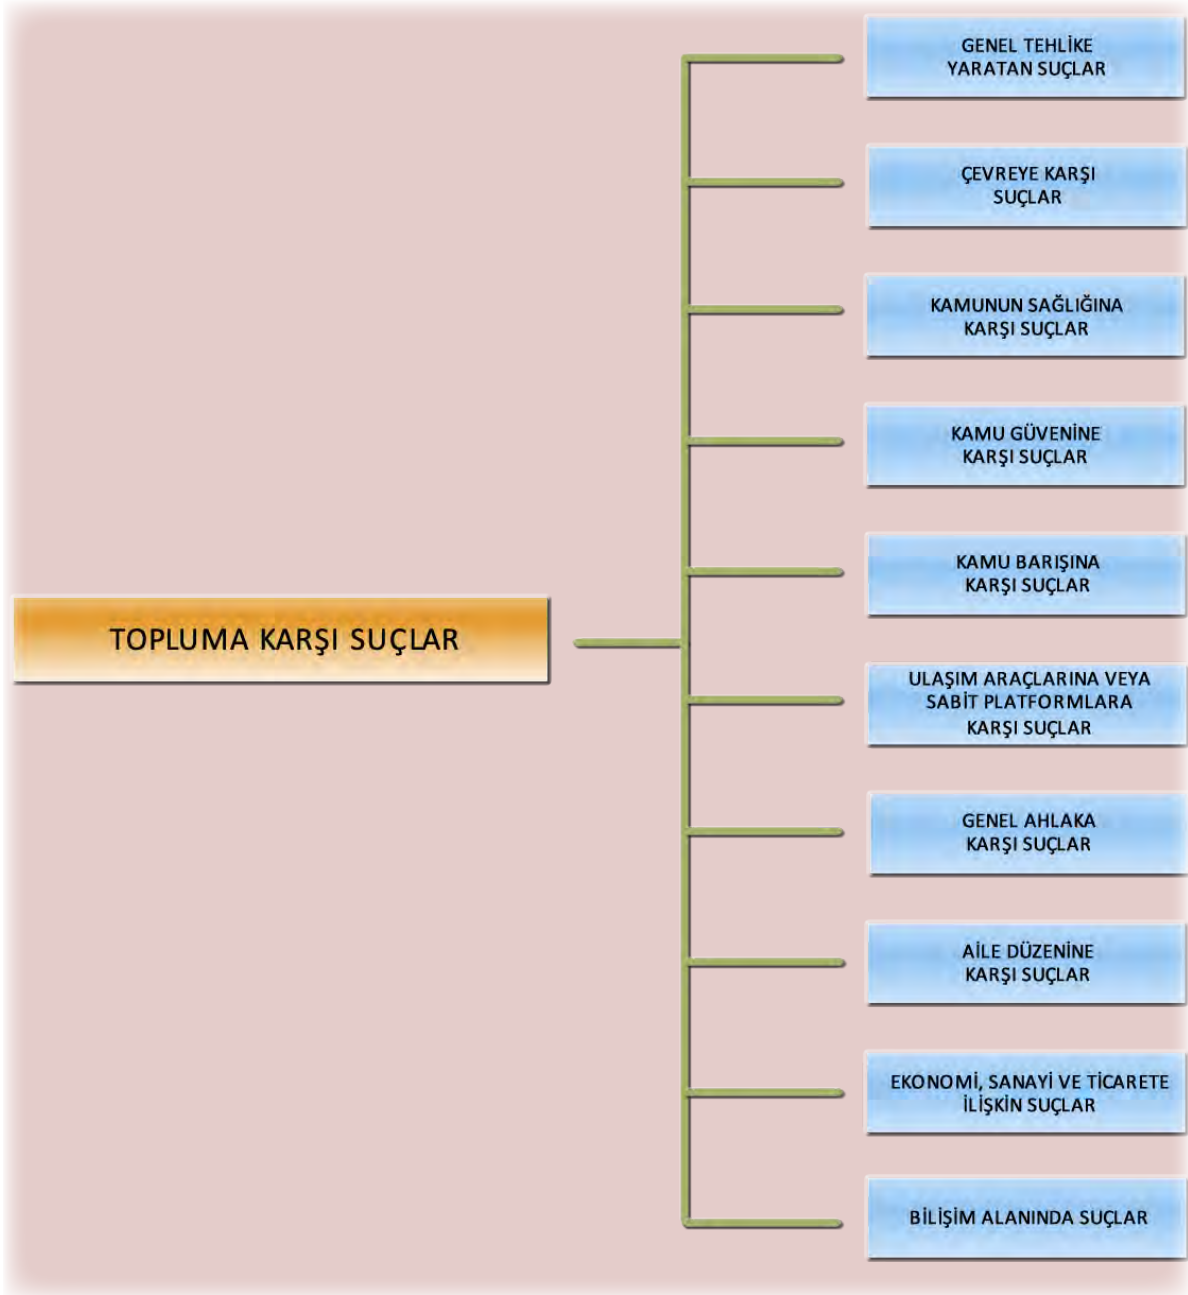 GENEL TEHLİKE
YARATAN SUÇLAR
ÇEVREYE KARŞI
SUÇLAR
KAMUNUN SAĞLIĞINA
KARŞI SUÇLAR
KAMU GÜVENİNE
KARŞI SUÇLAR
KAMU BARIŞINA
KARŞI SUÇLAR
TOPLUMA KARŞI SUÇLAR
ULAŞIM ARAÇLARINA VEYA
SABİT PLATFORMLARA
KARŞI SUÇLAR
GENEL AHLAKA
KARŞI SUÇLAR
AİLE DÜZENİNE
KARŞI SUÇLAR
EKONOMİ, SANAYİ VE TİCARETE
İLİŞKİN SUÇLAR
BİLİŞİM ALANINDA SUÇLAR